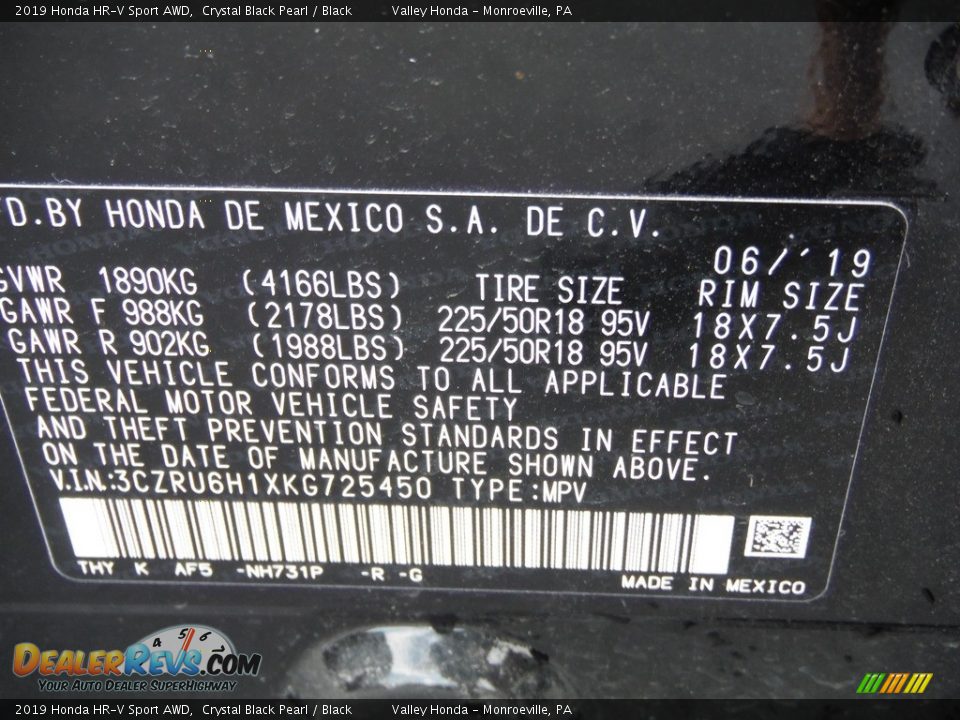 2019 Honda HR-V Sport AWD, Crystal Black Pearl / Black Valley Honda - Monroeville, PA
FD.BY HONDA DE MEXICO S.A. DE C.V.
06/'19
GVWR 1890KG (4166LBS) TIRE SIZE RIM SIZE
GAWR F 988KG (2178LBS) 225/50R18 95V 18X7.5J
GAWR R 902KG (1988LBS) 225/50R18 95V 18X7.5J
THIS VEHICLE CONFORMS TO ALL APPLICABLE
FEDERAL MOTOR VEHICLE SAFETY
AND THEFT PREVENTION STANDARDS IN EFFECT
ON THE DATE OF MANUFACTURE SHOWN ABOVE.
V.I.N.:3CZRU6H1XKG725450 TYPE:MPV
THY K AF5 -NH731P -R -G
MADE IN MEXICO
4 5 6
DEALERREVS.COM
YOUR AUTO DEALER SUPERHIGHWAY
2019 Honda HR-V Sport AWD, Crystal Black Pearl / Black Valley Honda - Monroeville, PA